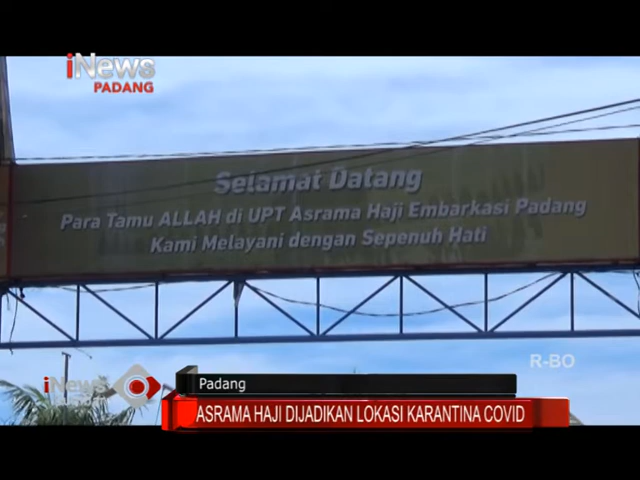 iNews
PADANG
Selamat Datang
Para Tamu ALLAH di UPT Asrama Haji Embarkasi Padang
Kami Melayani dengan Sepenuh Hati
R-BO
iNews
Padang
ASRAMA HAJI DIJADIKAN LOKASI KARANTINA COVID